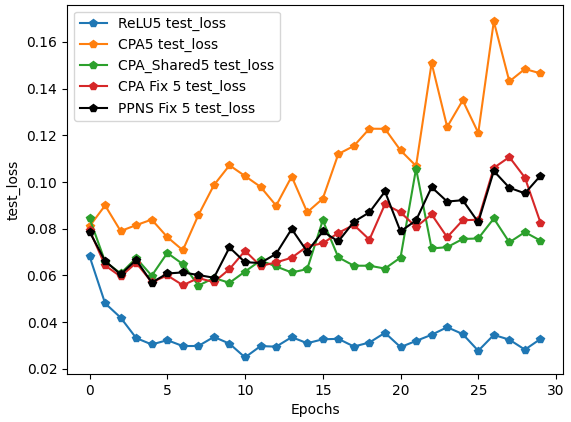 ReLU5 test_loss
CPA5 test_loss
CPA_Shared5 test_loss
CPA Fix 5 test_loss
PPNS Fix 5 test_loss
0.16
0.14
0.12
0.10
0.08
0.06
0.04
0.02
test_loss
0 5 10 15 20 25 30
Epochs